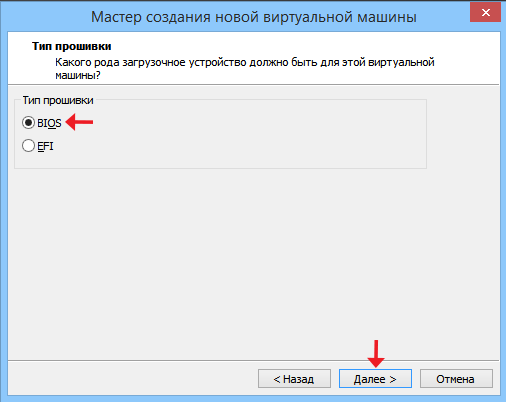 Мастер создания новой виртуальной машины
Тип прошивки
Какого рода загрузочное устройство должно быть для этой виртуальной
машины?
Тип прошивки
BIOS
EFI
< Назад
Далее >
Отмена